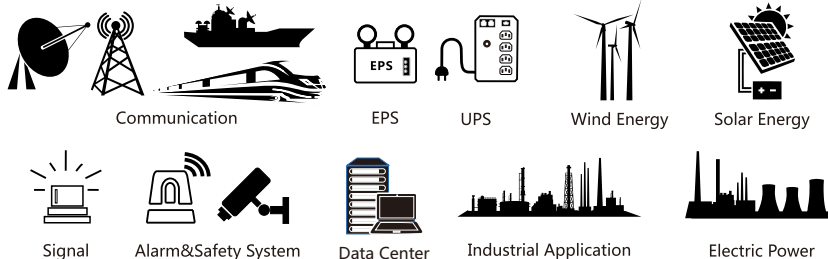 EPS
Communication
EPS
UPS
Wind Energy
Solar Energy
Signal
Alarm&Safety System
Data Center
Industrial Application
Electric Power